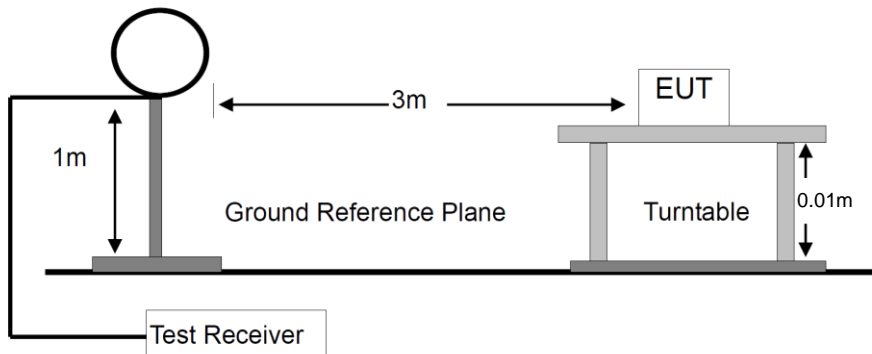 EUT
3m
1m
0.01m
Ground Reference Plane
Turntable
Test Receiver